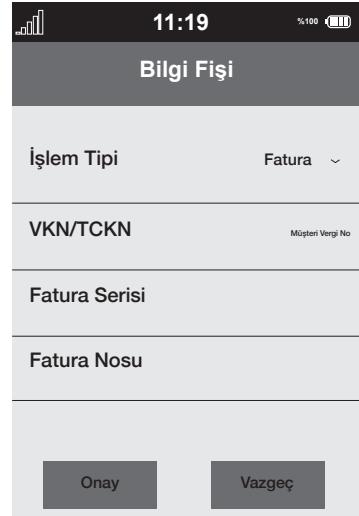 11:19 %100
Bilgi Fişi
İşlem Tipi Fatura
VKN/TCKN Müşteri Vergi No
Fatura Serisi
Fatura Nosu
Onay Vazgeç